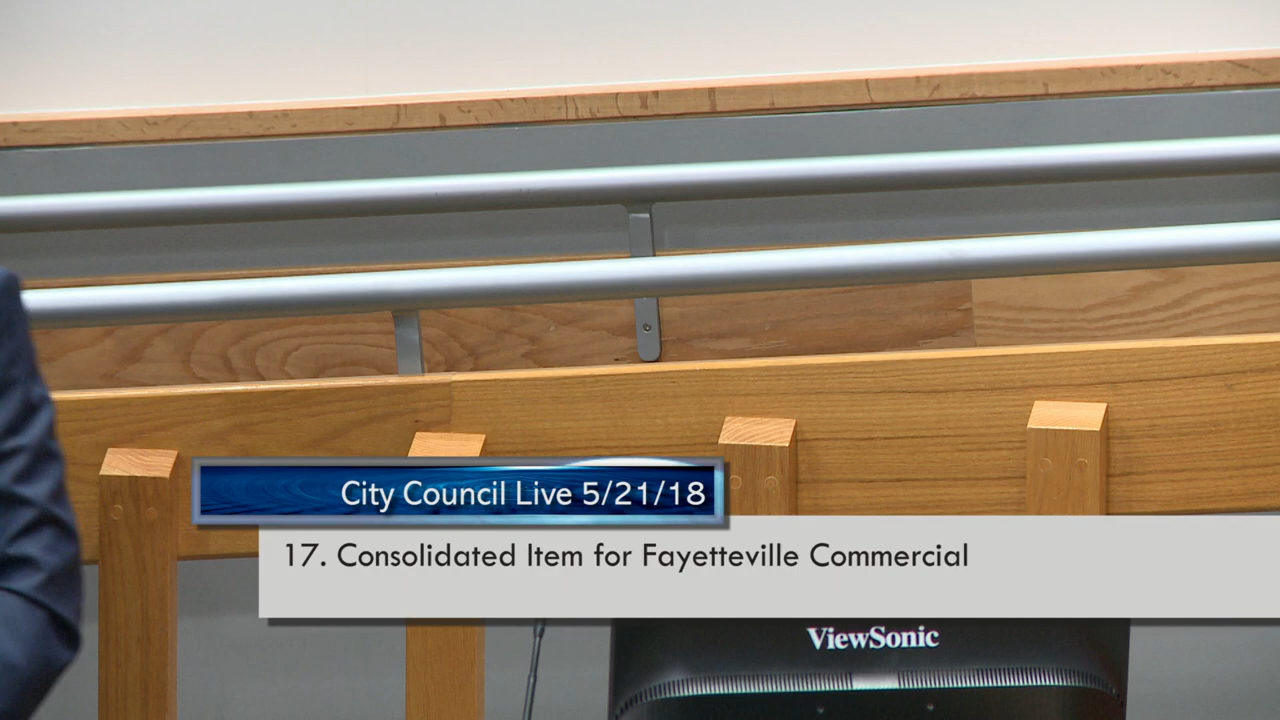 City Council Live 5/21/18
17. Consolidated Item for Fayetteville Commercial
ViewSonic